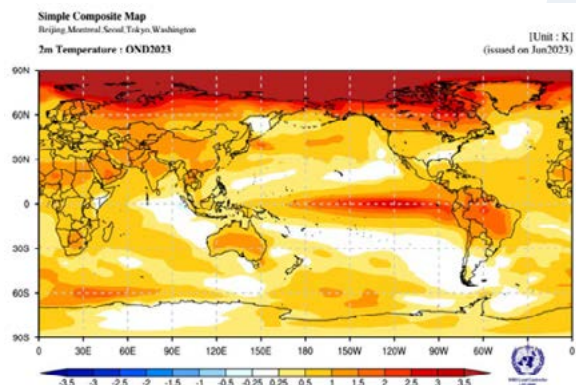 Simple Composite Map
Beijing,Montreal,Seoul,Tokyo,Washington
2m Temperature : OND2023
[Unit : K]
(issued on Jun2023)
90N
60N
30N
0
30S
60S
90S
0 30E 60E 90E 120E 150E 180 150W 120W 90W 60W 30W 0
-3.5 -3 -2.5 -2 -1.5 -1 -0.5 -0.25 0.25 0.5 1 1.5 2 2.5 3 3.5